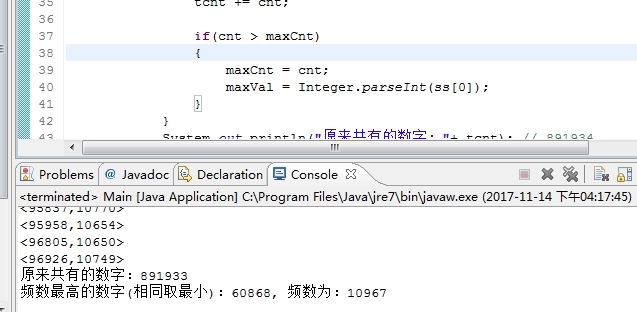 35 tcnt += cnt;
36
37 if(cnt > maxCnt)
38 {
39 maxCnt = cnt;
40 maxVal = Integer.parseInt(ss[0]);
41 }
42 }
43 System.out.println("原来共有的数字: "+ tcnt); // 891934
Problems @ Javadoc Declaration Console
<terminated> Main [Java Application] C:\Program Files\Java\jre7\bin\javaw.exe (2017-11-14 下午04:17:45)
<95837,10770>
<95958,10654>
<96805,10650>
<96926,10749>
原来共有的数字: 891933
频数最高的数字(相同取最小): 60868, 频数为: 10967